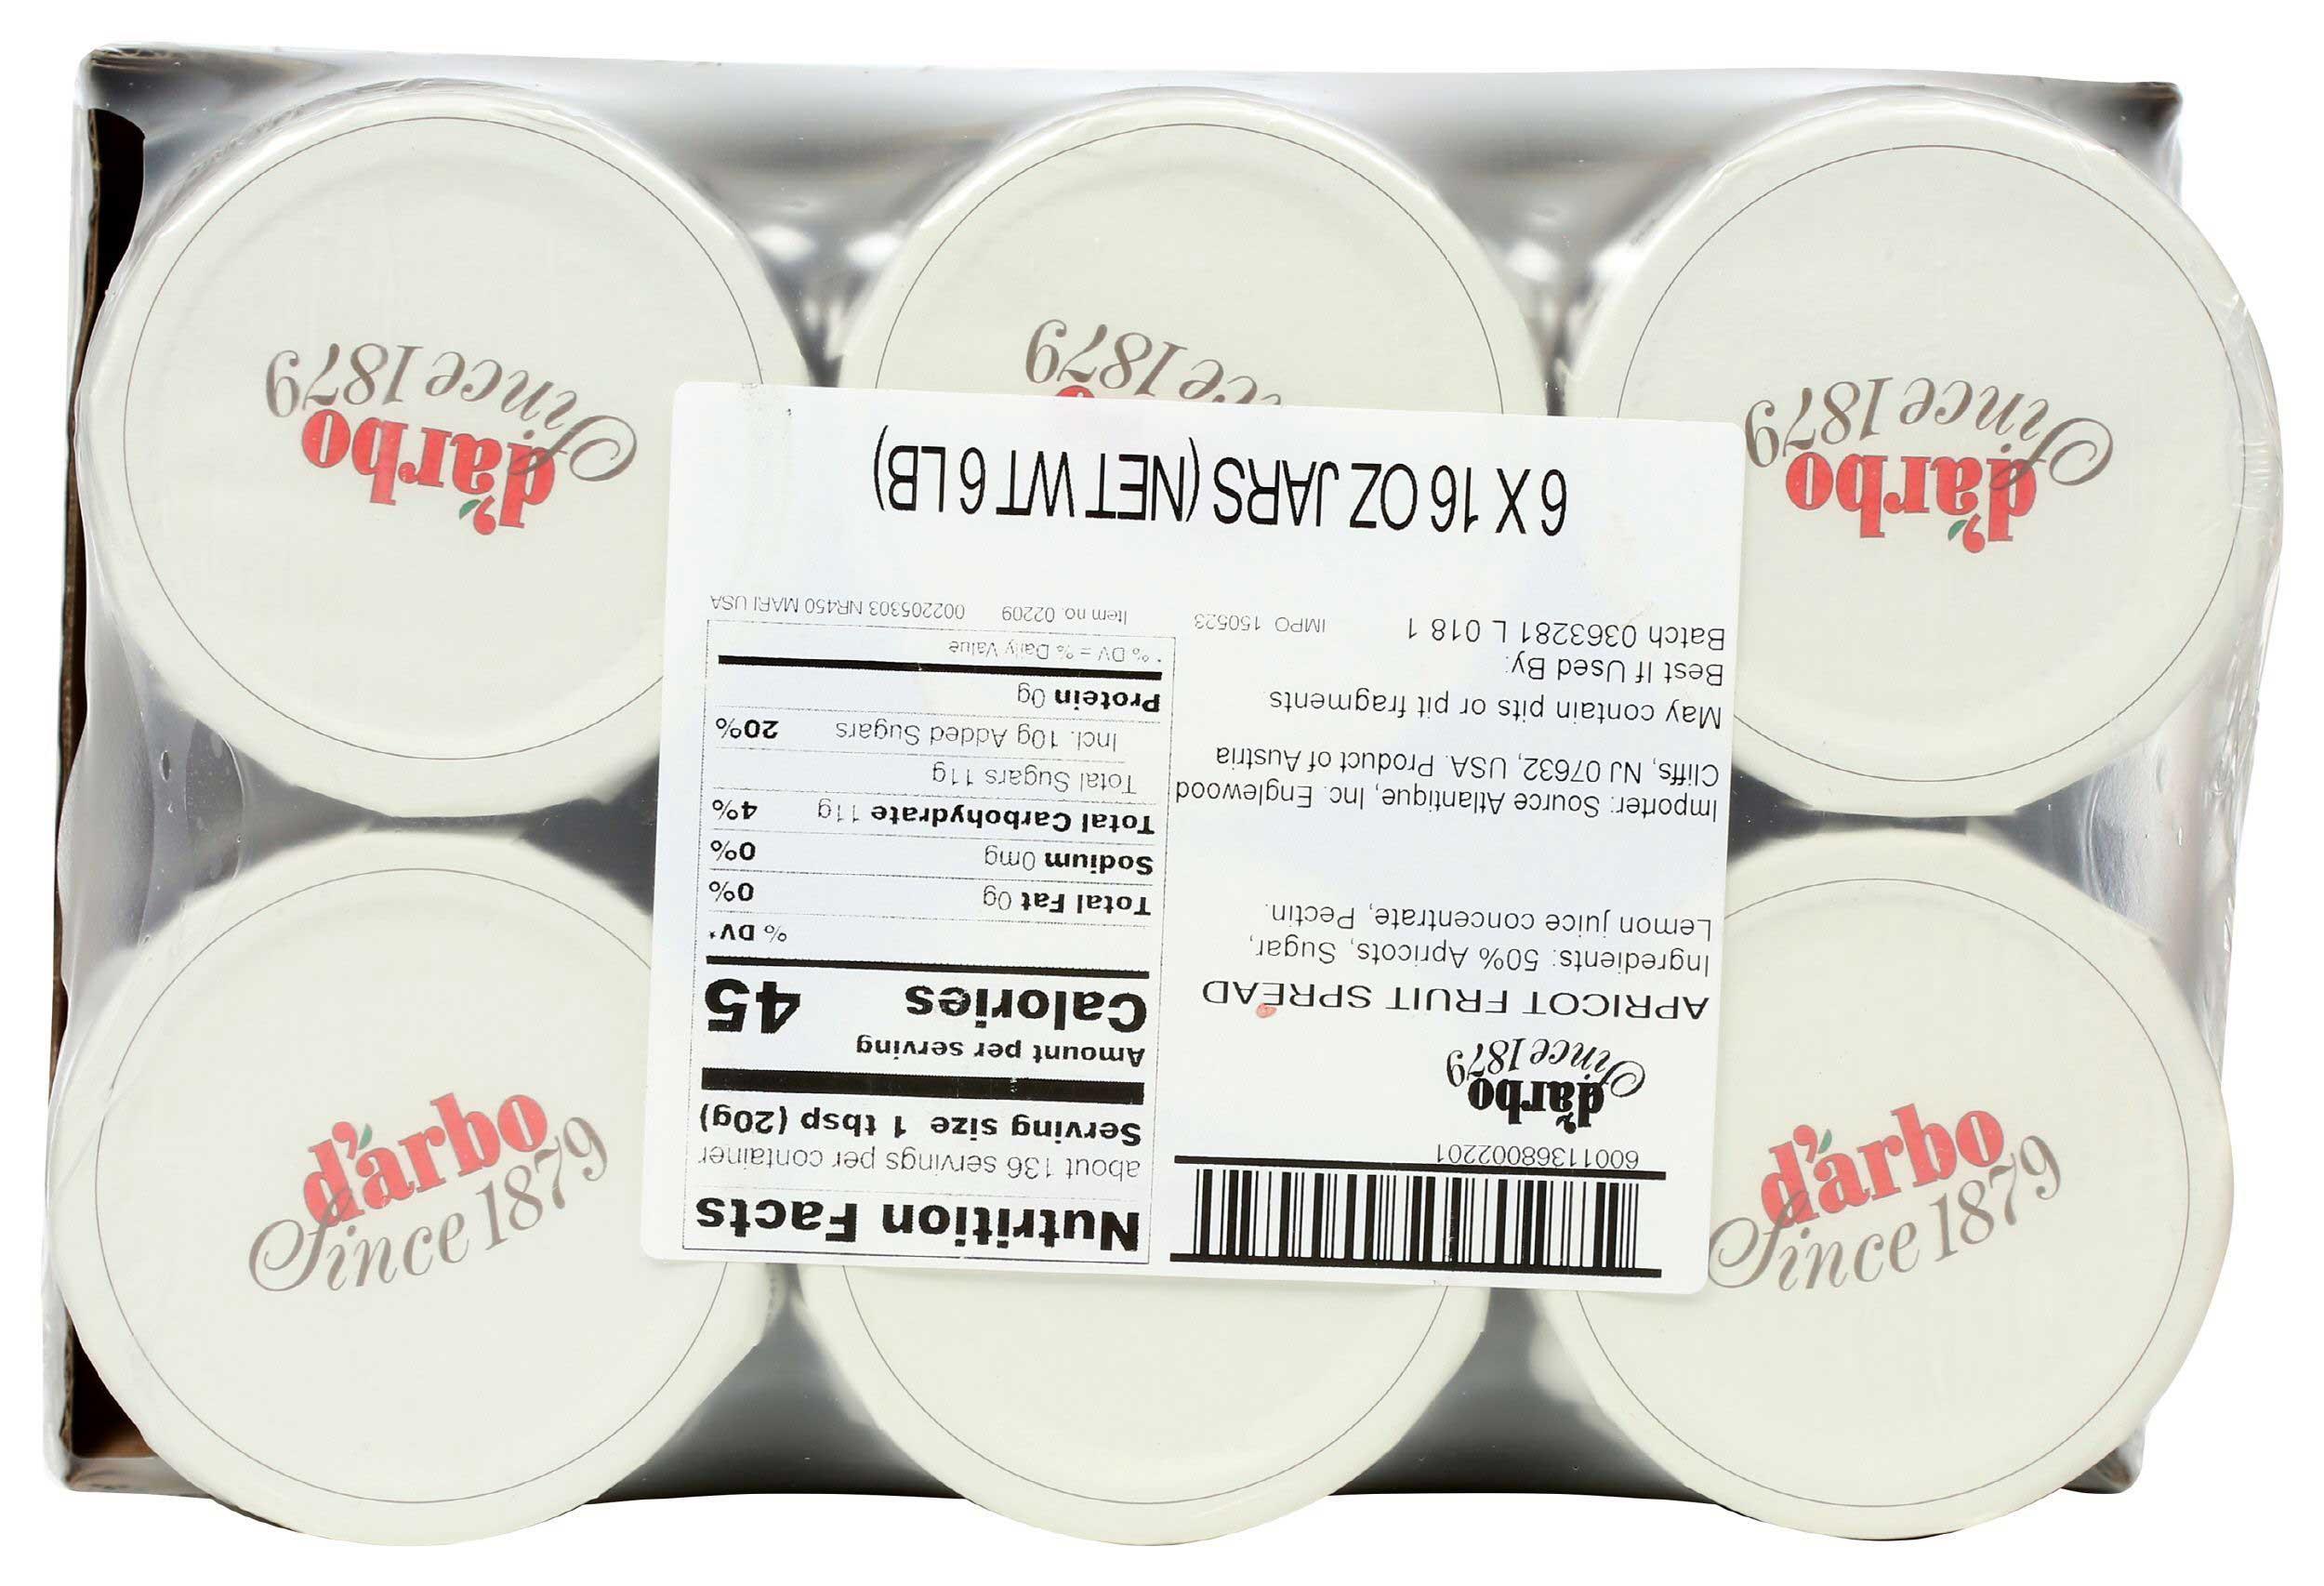 d'arbo
Since 1879
ce 1879
d'arbo
Since 1879
6 X 16 OZ JARS (NET WT 6 LB)
Nutrition Facts
about 136 servings per container
Serving size 1 tbsp (20g)
Amount per serving
Calories 45
% DV*
Total Fat 0g 0%
Sodium 0mg 0%
Total Carbohydrate 11g 4%
Total Sugars 11g
Incl. 10g Added Sugars 20%
Protein 0g
* % DV = % Daily Value
Item no. 02209 002205303 NR450 MARI USA
60011368002201
d'arbo
Since 1879
APRICOT FRUIT SPREAD
Ingredients: 50% Apricots, Sugar,
Lemon juice concentrate, Pectin.
Importer: Source Atlantique, Inc. Englewood
Cliffs, NJ 07632, USA. Product of Austria
May contain pits or pit fragments
Best If Used By:
Batch 0363281 L 018 1 IMPO 150523
d'arbo
Since 1879
d'arbo
Since 1879